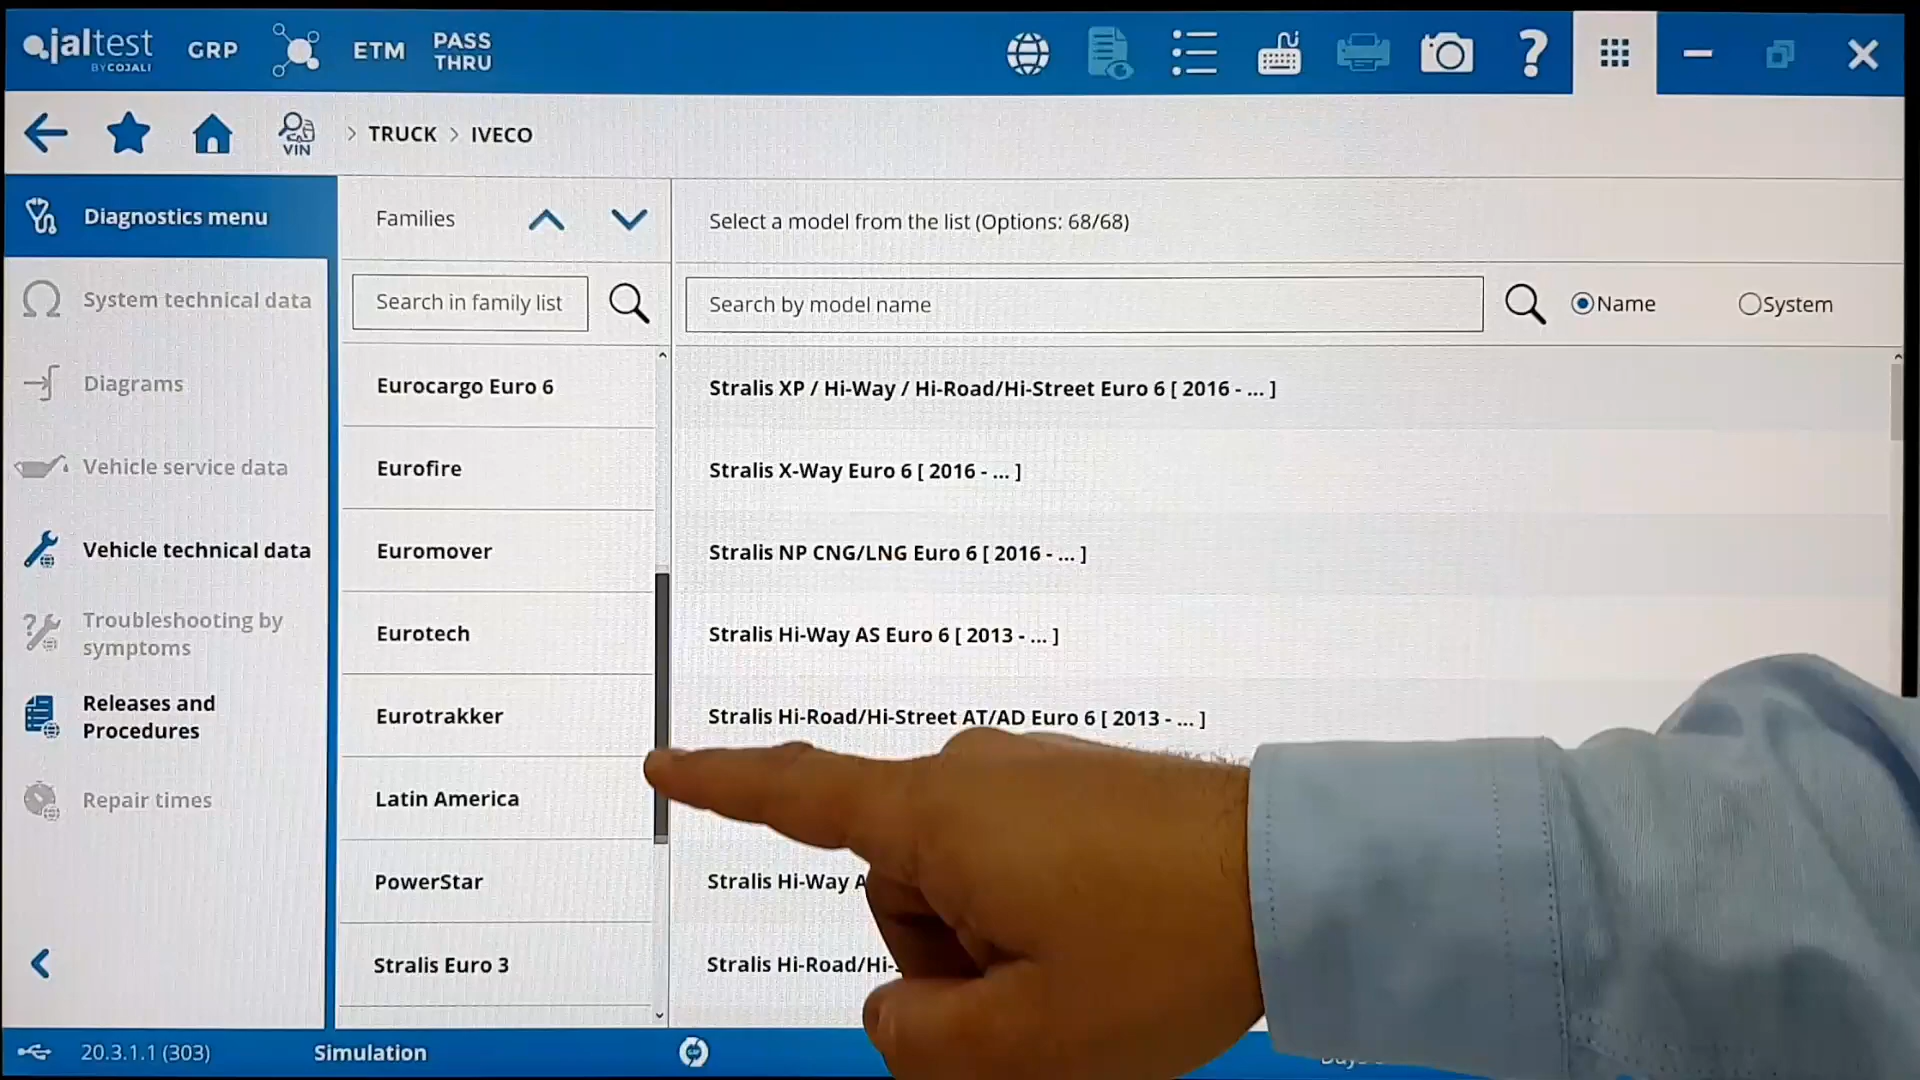 jaltest
BY COJALI
GRP
ETM
PASS
THRU
VIN
> TRUCK > IVECO
Diagnostics menu
System technical data
Diagrams
Vehicle service data
Vehicle technical data
Troubleshooting by
symptoms
Releases and
Procedures
Repair times
Families
Search in family list
Eurocargo Euro 6
Eurofire
Euromover
Eurotech
Eurotrakker
Latin America
PowerStar
Stralis Euro 3
Select a model from the list (Options: 68/68)
Search by model name
Name
System
Stralis XP / Hi-Way / Hi-Road/Hi-Street Euro 6 [ 2016 - ... ]
Stralis X-Way Euro 6 [ 2016 - ... ]
Stralis NP CNG/LNG Euro 6 [ 2016 - ... ]
Stralis Hi-Way AS Euro 6 [ 2013 - ... ]
Stralis Hi-Road/Hi-Street AT/AD Euro 6 [ 2013 - ... ]
Stralis Hi-Way A
Stralis Hi-Road/Hi-
20.3.1.1 (303)
Simulation